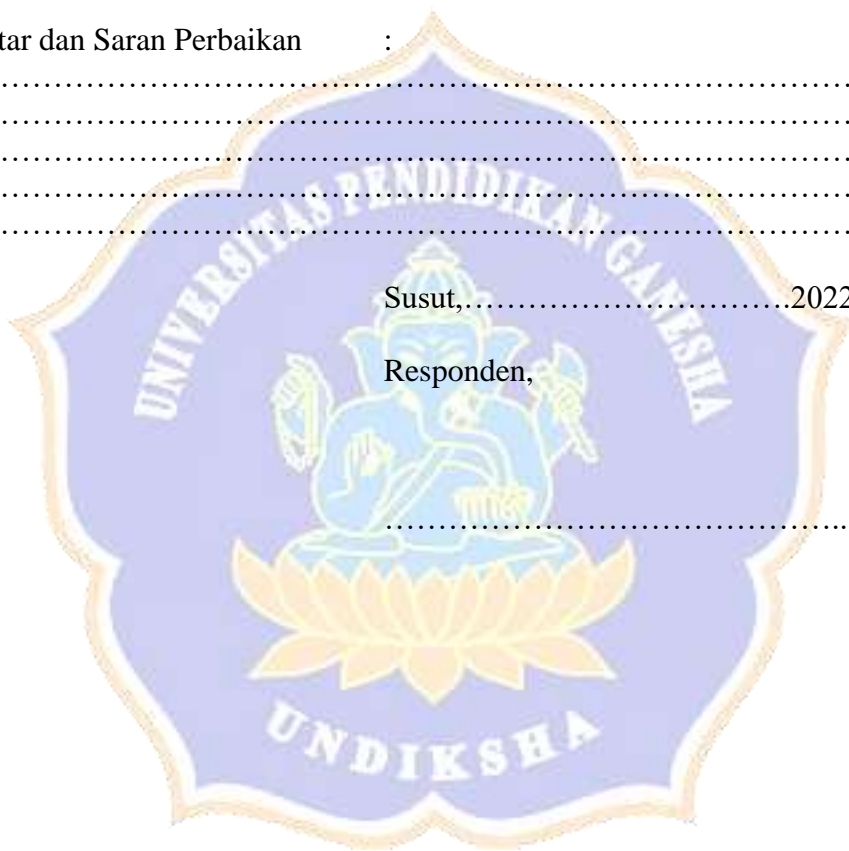 tar dan Saran Perbaikan :
……………………………………………………………………………
……………………………………………………………………………
……………………………………………………………………………
……………………………………………………………………………
……………………………………………………………………………
UNIVERSITAS PENDIDIKAN GANESHA
Susut,………………………….2022
Responden,
……………………………………..
UNDIKSHA